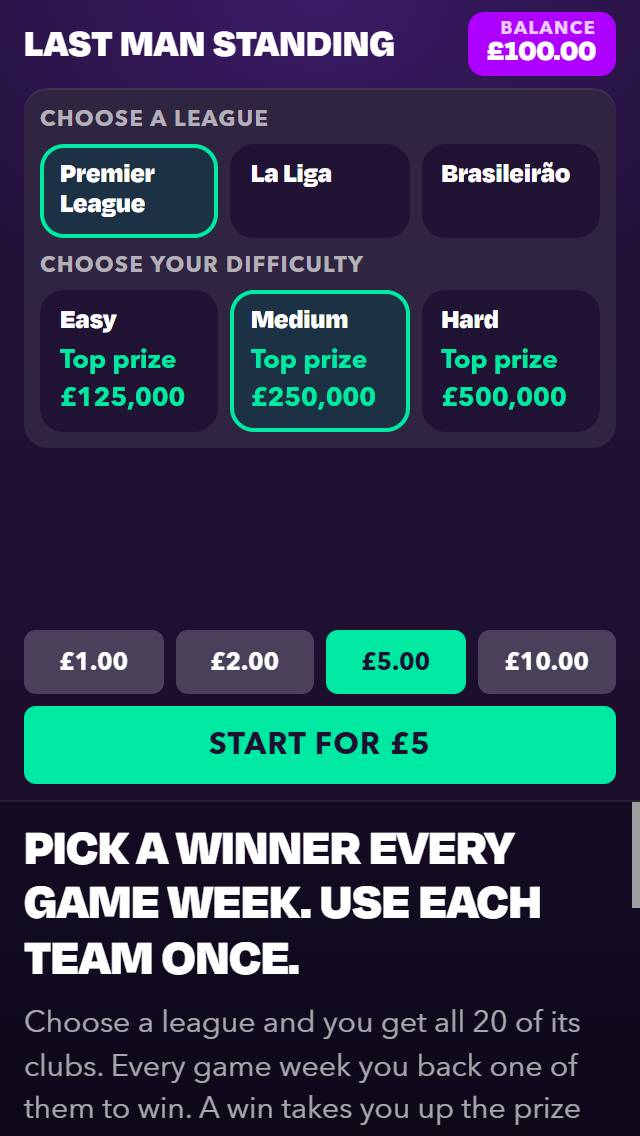 LAST MAN STANDING
BALANCE
£100.00
CHOOSE A LEAGUE
Premier
League
La Liga
Brasileirão
CHOOSE YOUR DIFFICULTY
Easy
Top prize
£125,000
Medium
Top prize
£250,000
Hard
Top prize
£500,000
£1.00
£2.00
£5.00
£10.00
START FOR £5
PICK A WINNER EVERY
GAME WEEK. USE EACH
TEAM ONCE.
Choose a league and you get all 20 of its
clubs. Every game week you back one of
them to win. A win takes you up the prize